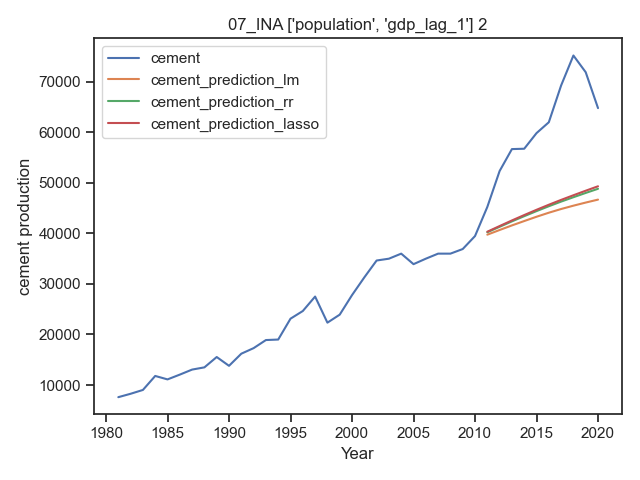 07_INA ['population', 'gdp_lag_1'] 2
cement
cement_prediction_lm
cement_prediction_rr
cement_prediction_lasso
cement production
70000
60000
50000
40000
30000
20000
10000
1980 1985 1990 1995 2000 2005 2010 2015 2020
Year